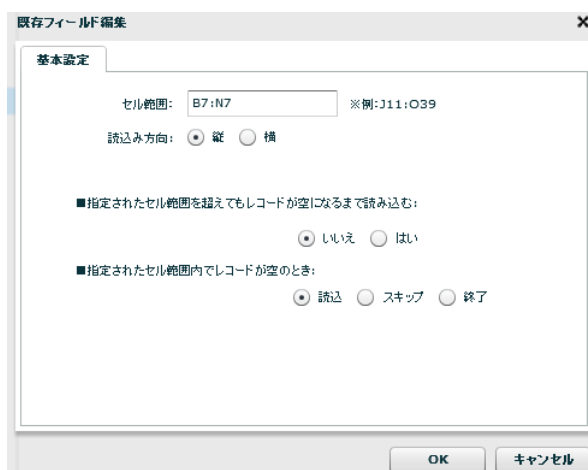 既存フィールド編集
基本設定
セル範囲: B7:N7 ※例:J11:O39
読込み方向: 縦 横
■指定されたセル範囲を超えてもレコードが空になるまで読み込む:
いいえ はい
■指定されたセル範囲内でレコードが空のとき:
読込 スキップ 終了
OK キャンセル